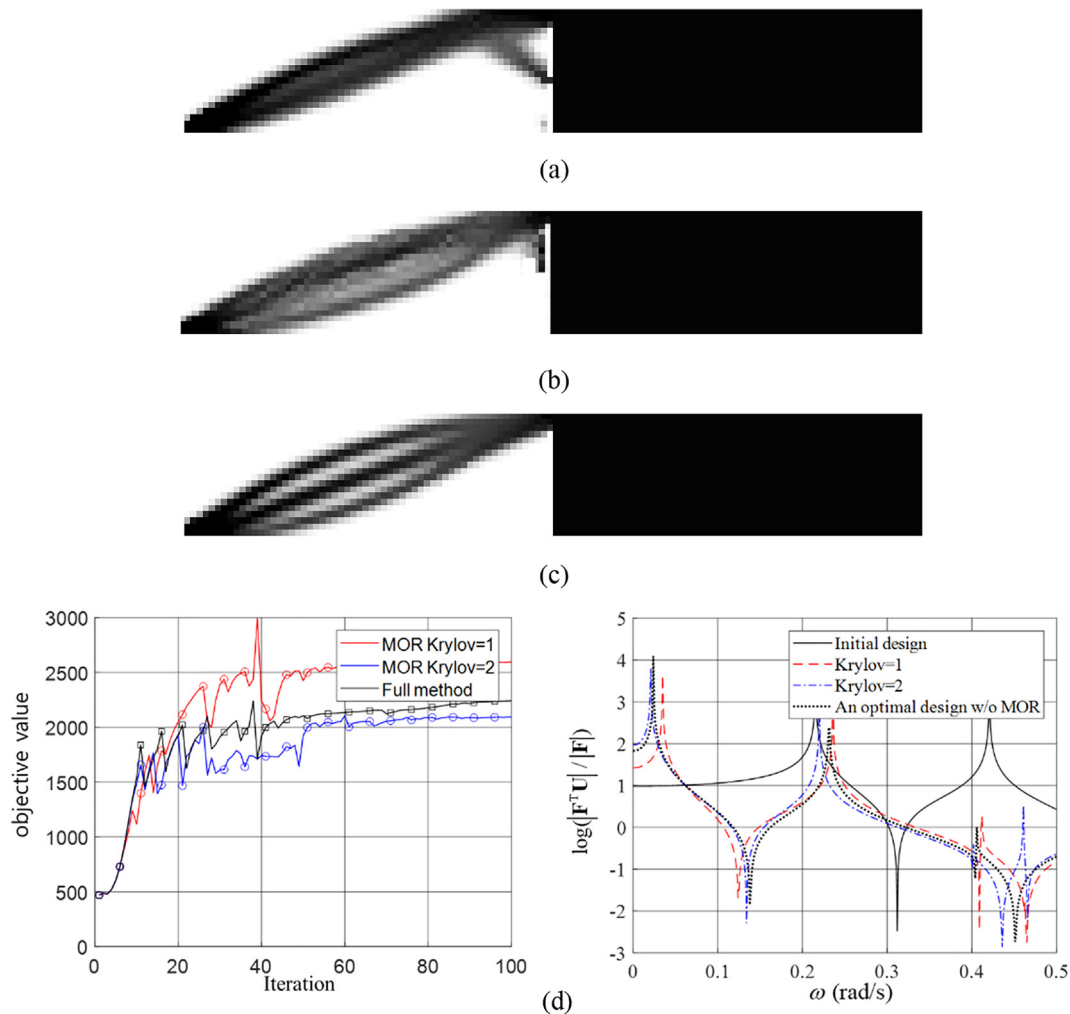 (a)
(b)
(c)
3000
2500
2000
1500
1000
500
0
0 20 40 60 80 100
objective value
Iteration
MOR Krylov=1
MOR Krylov=2
Full method
5
4
3
2
1
0
-1
-2
-3
0 0.1 0.2 0.3 0.4 0.5
log(|FᵀU| / |F|)
ω (rad/s)
Initial design
Krylov=1
Krylov=2
An optimal design w/o MOR
(d)